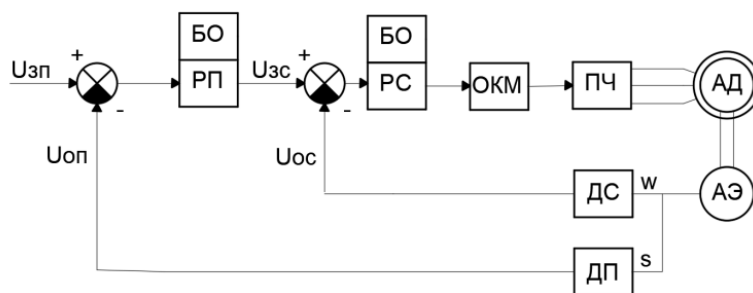 БО
БО
+
+
Uзп
РП
Uзс
РС
ОКМ
ПЧ
АД
-
-
Uоп
Uос
ДС
w
АЭ
s
ДП